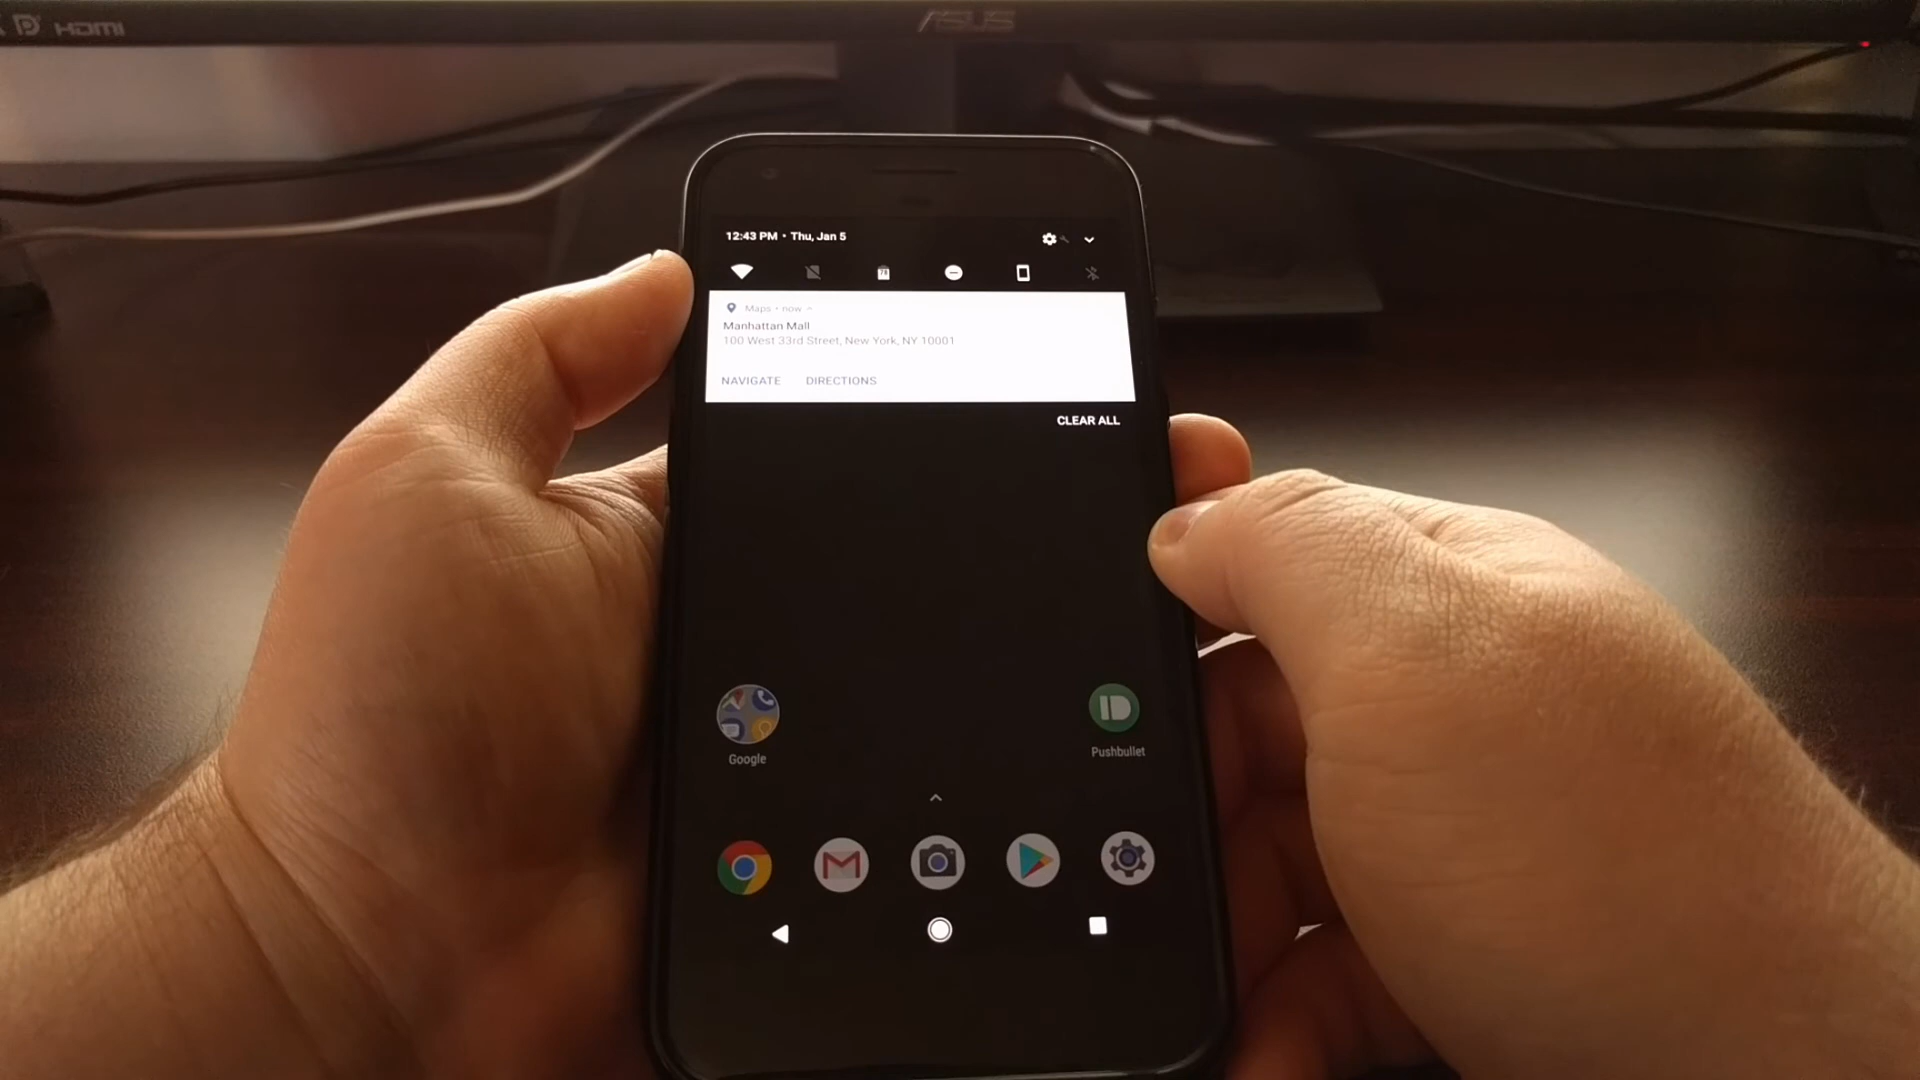 HDMI
ASUS
12:43 PM • Thu, Jan 5
Maps • now
Manhattan Mall
100 West 33rd Street, New York, NY 10001
NAVIGATE DIRECTIONS
CLEAR ALL
Google
Pushbullet